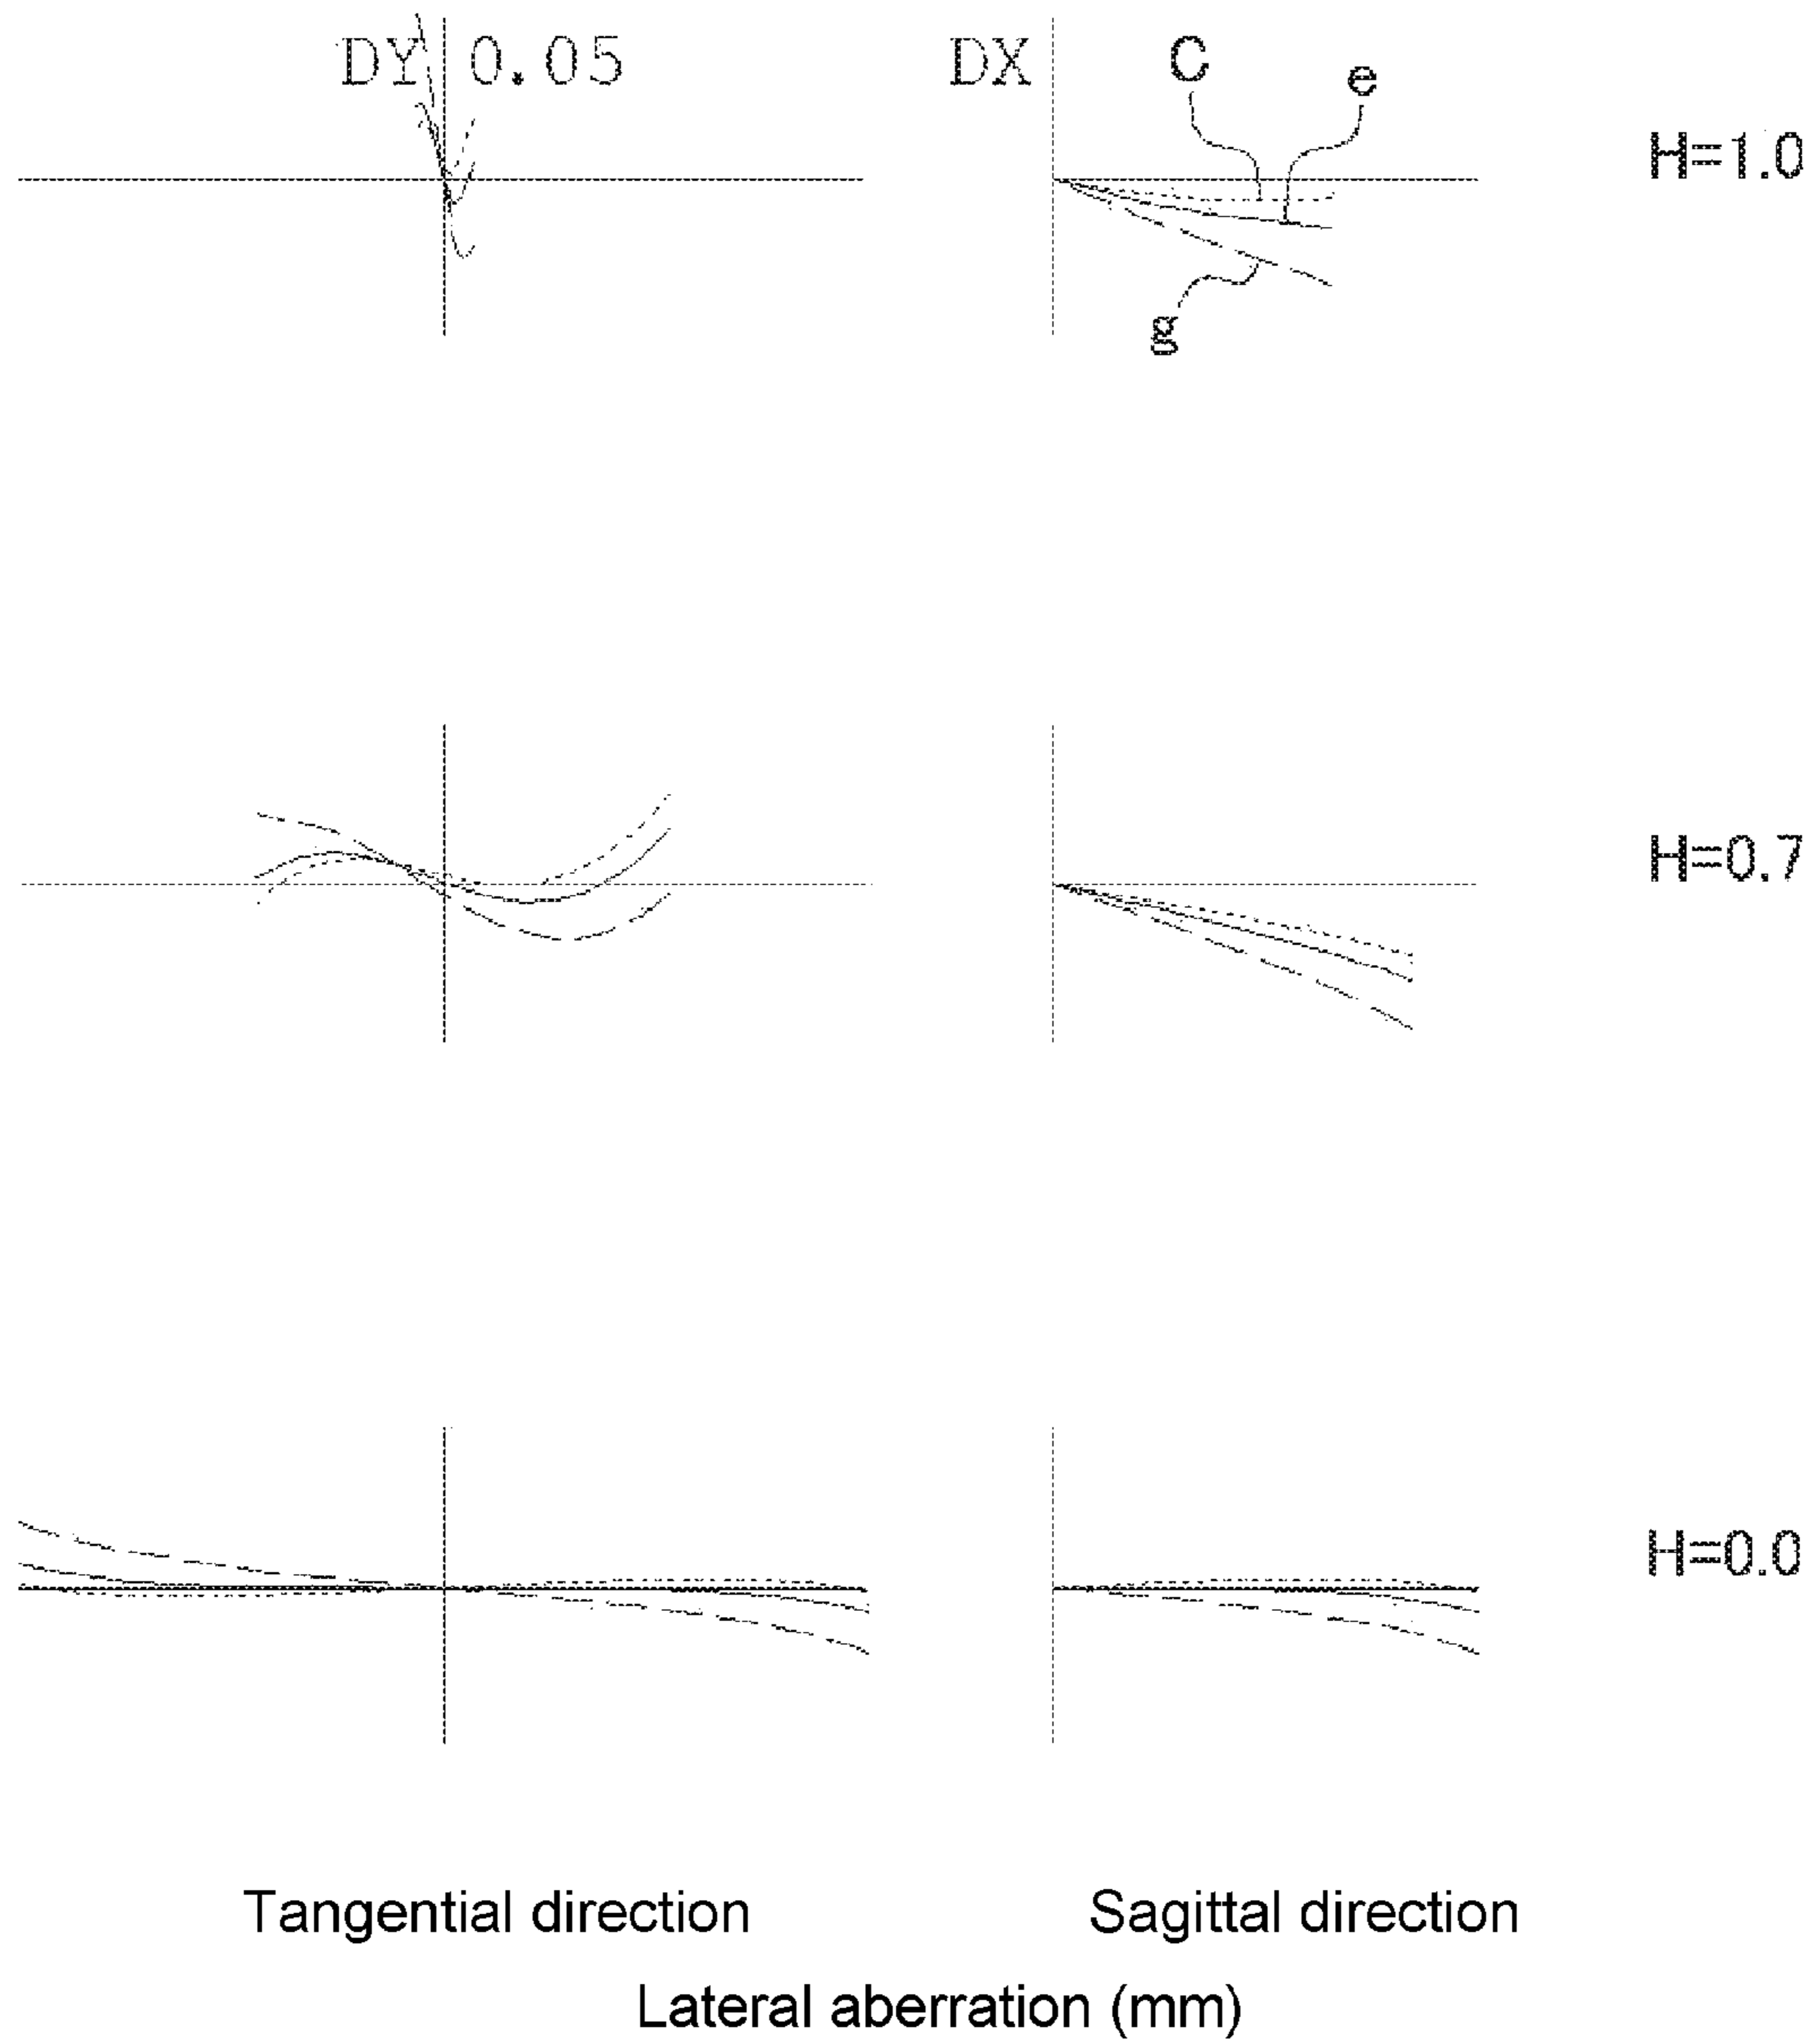 DY 0.05 DX C e
H=1.0
g
H=0.7
H=0.0
Tangential direction Sagittal direction
Lateral aberration (mm)